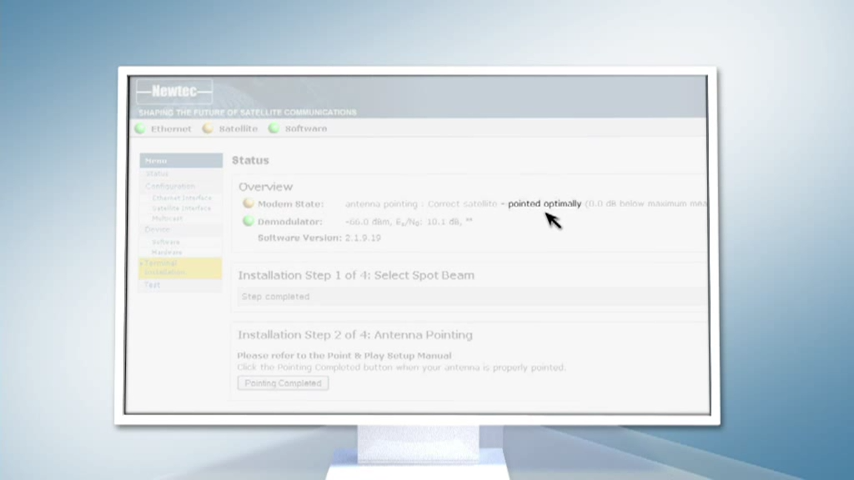 Newtec
SHAPING THE FUTURE OF SATELLITE COMMUNICATIONS
Ethernet Satellite Software
Menu
Status
Configuration
Ethernet Interface
Satellite Interface
Multicast
Device
Software
Hardware
Terminal
Installation
Test
Status
Overview
Modem State: antenna pointing : Correct satellite - pointed optimally (0.0 dB below maximum
Demodulator: -66.0 dBm, Es/N0: 10.1 dB,
Software Version: 2.1.9.19
Installation Step 1 of 4: Select Spot Beam
Step completed
Installation Step 2 of 4: Antenna Pointing
Please refer to the Point & Play Setup Manual
Click the Pointing Completed button when your antenna is properly pointed.
Pointing Completed